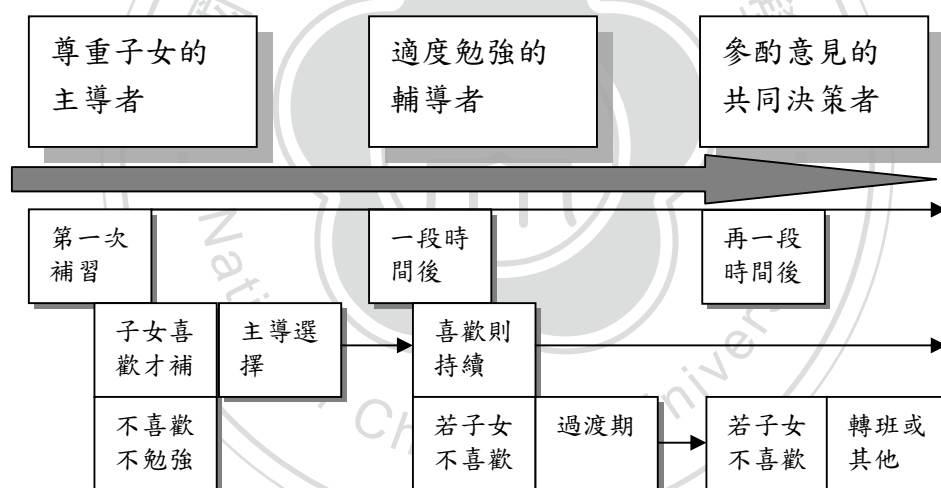 尊重子女的
主導者
適度勉強的
輔導者
參酌意見的
共同決策者
第一次
補習
一段時
間後
再一段
時間後
子女喜
歡才補
主導選
擇
喜歡則
持續
不喜歡
不勉強
若子女
不喜歡
過渡期
若子女
不喜歡
轉班或
其他